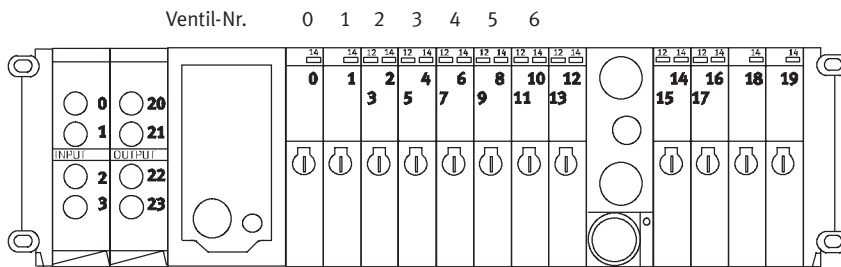 Ventil-Nr. 0 1 2 3 4 5 6
14 14 12 14 12 14 12 14 12 14 12 14 12 14 12 14 12 14 14 14
0 20 0 1 2 4 6 8 10 12 14 16 18 19
3 5 7 9 11 13 15 17
1 21
INPUT OUTPUT
2 22
3 23